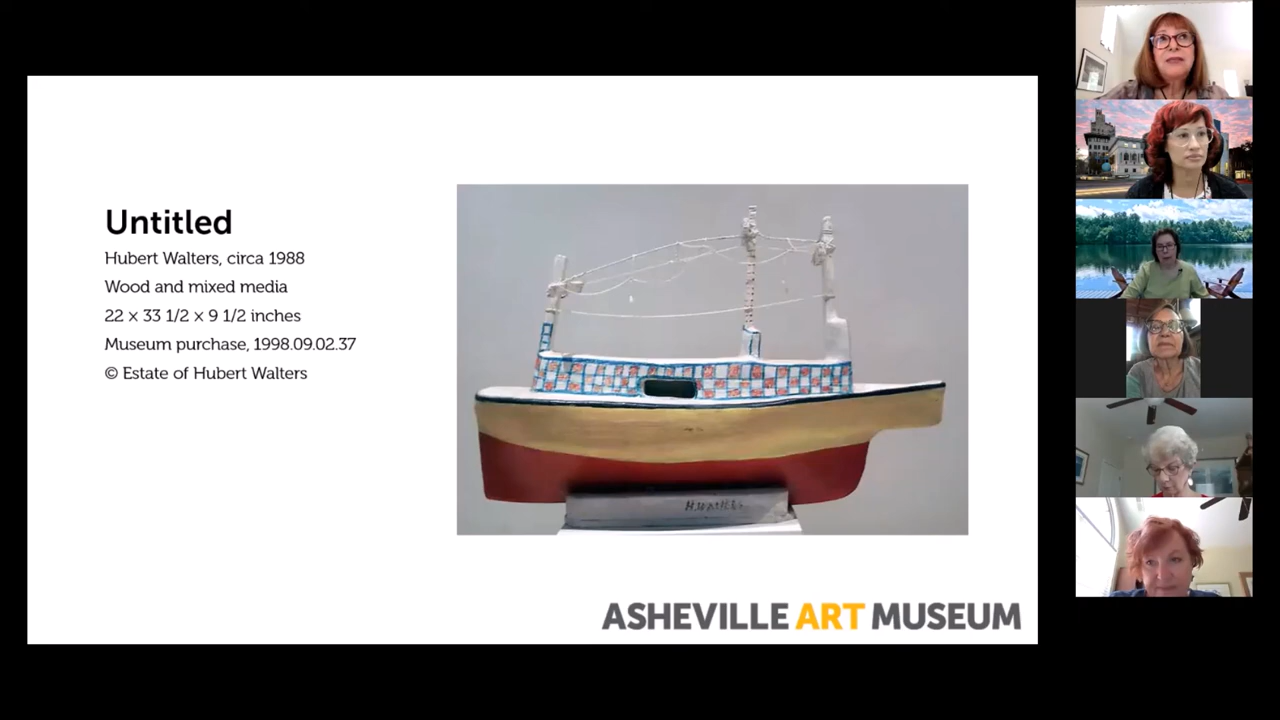 Untitled
Hubert Walters, circa 1988
Wood and mixed media
22 × 33 1/2 × 9 1/2 inches
Museum purchase, 1998.09.02.37
© Estate of Hubert Walters
H.WALTERS
ASHEVILLE ART MUSEUM